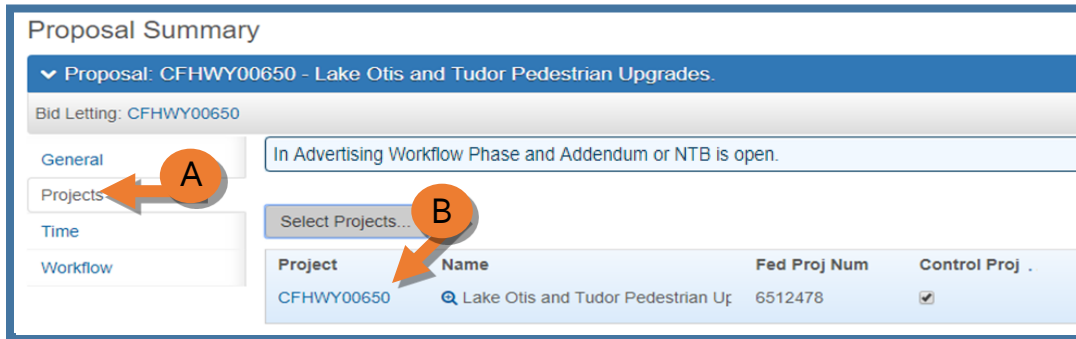 Proposal Summary
Proposal: CFHWY00650 - Lake Otis and Tudor Pedestrian Upgrades.
Bid Letting: CFHWY00650
General
In Advertising Workflow Phase and Addendum or NTB is open.
A
Projects
Select Projects...
B
Time
Workflow
Project Name Fed Proj Num Control Proj .
CFHWY00650 Lake Otis and Tudor Pedestrian Up 6512478